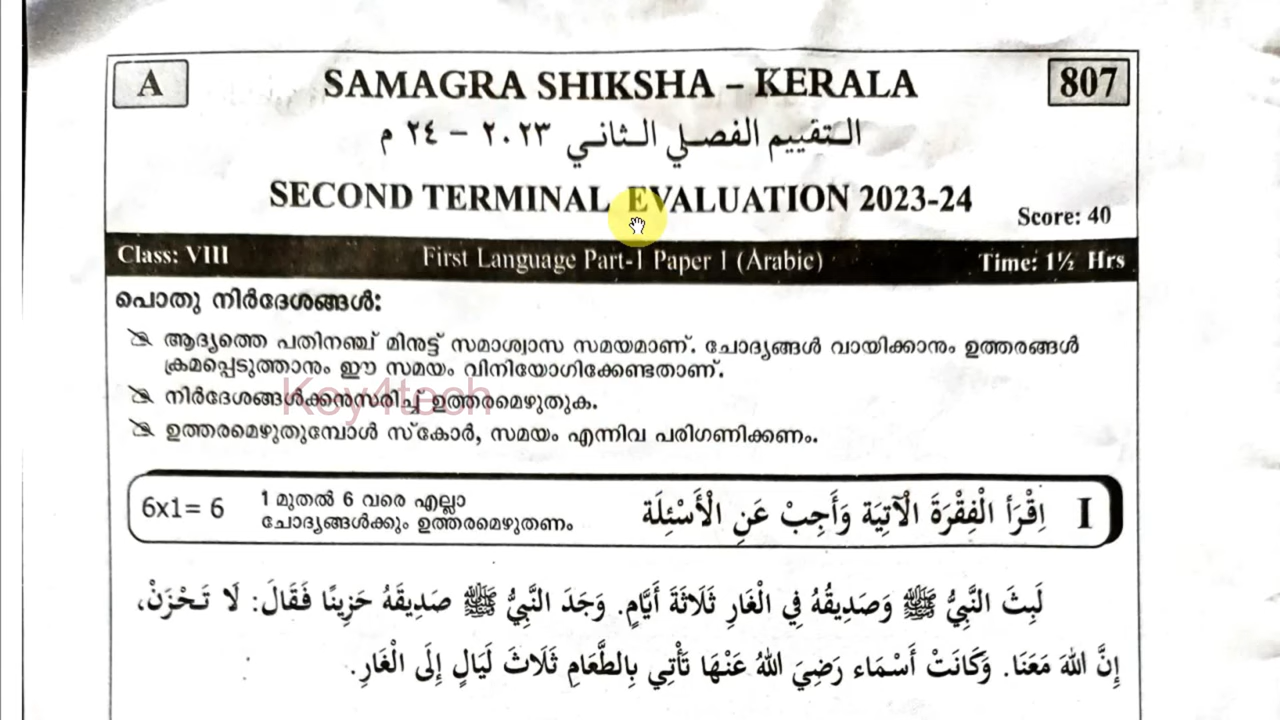 A
SAMAGRA SHIKSHA – KERALA
807
التقييم الفصلي الثاني ٢٠٢٣ – ٢٤ م
SECOND TERMINAL EVALUATION 2023-24
Score: 40
Class: VIII
First Language Part-I Paper I (Arabic)
Time: 1½ Hrs
പൊതു നിർദേശങ്ങൾ:
ആദ്യത്തെ പതിനഞ്ച് മിനുട്ട് സമാശ്വാസ സമയമാണ്. ചോദ്യങ്ങൾ വായിക്കാനും ഉത്തരങ്ങൾ
ക്രമപ്പെടുത്താനും ഈ സമയം വിനിയോഗിക്കേണ്ടതാണ്.
Key4tech
നിർദേശങ്ങൾക്കനുസരിച്ച് ഉത്തരമെഴുതുക.
ഉത്തരമെഴുതുമ്പോൾ സ്കോർ, സമയം എന്നിവ പരിഗണിക്കണം.
I اِقْرَأ الْفِقْرَةَ الْآتِيَة وَأَجِبْ عَنِ الْأَسْئِلَة
1 മുതൽ 6 വരെ എല്ലാ
ചോദ്യങ്ങൾക്കും ഉത്തരമെഴുതണം
6x1= 6
لَبِثَ النَّبِيُّ ﷺ وَصَدِيقُهُ فِي الْغَارِ ثَلَاثَةَ أَيَّامٍ. وَجَدَ النَّبِيُّ ﷺ صَدِيقَهُ حَزِينًا فَقَالَ: لَا تَحْزَنْ،
إِنَّ اللهَ مَعَنَا. وَكَانَتْ أَسْمَاء رَضِيَ اللهُ عَنْهَا تَأْتِي بِالطَّعَامِ ثَلَاثَ لَيَالٍ إِلَى الْغَارِ.